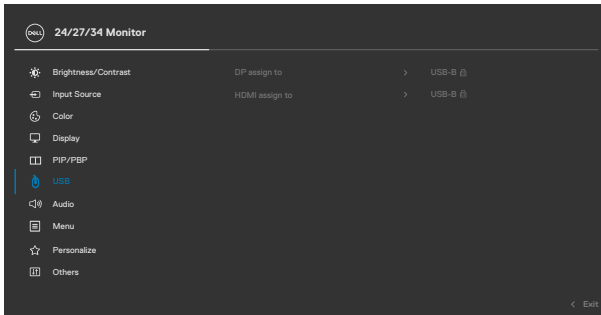 DELL 24/27/34 Monitor
Brightness/Contrast DP assign to > USB-B
Input Source HDMI assign to > USB-B
Color
Display
PIP/PBP
USB
Audio
Menu
Personalize
Others
< Exit